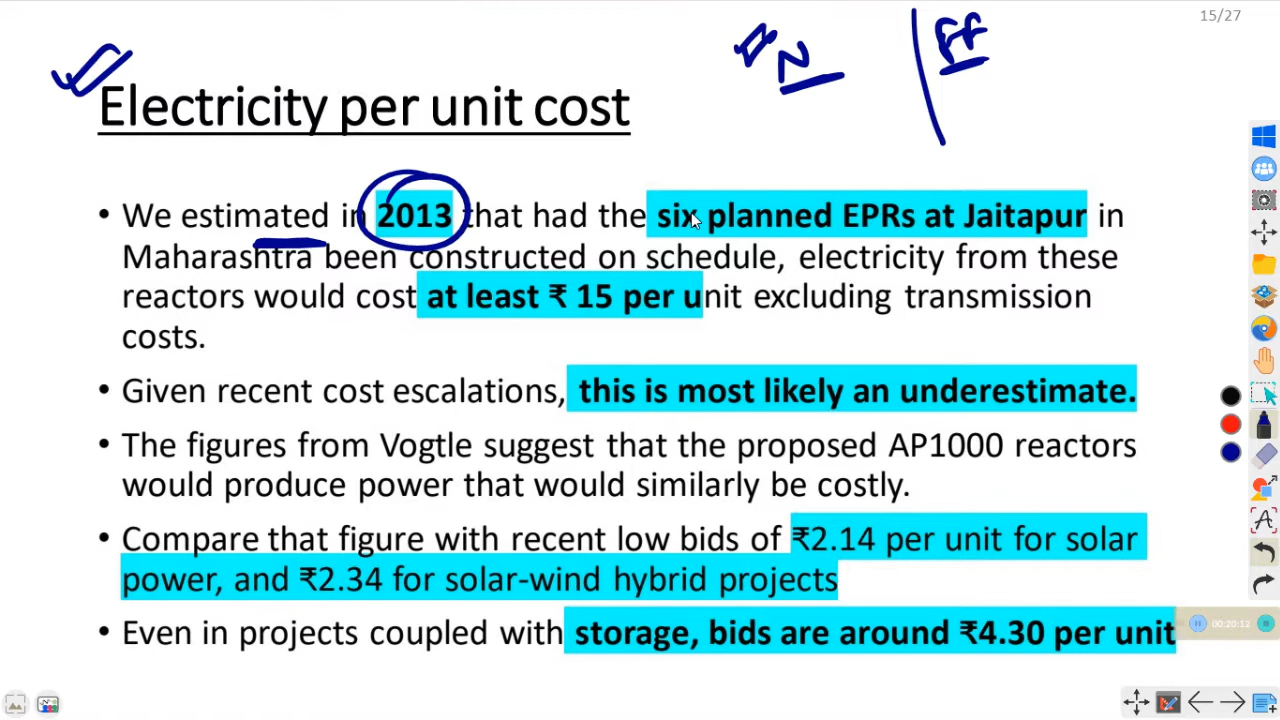 15/27
N
FF
Electricity per unit cost
• We estimated in 2013 that had the six planned EPRs at Jaitapur in
Maharashtra been constructed on schedule, electricity from these
reactors would cost at least ₹ 15 per unit excluding transmission
costs.
• Given recent cost escalations, this is most likely an underestimate.
• The figures from Vogtle suggest that the proposed AP1000 reactors
would produce power that would similarly be costly.
• Compare that figure with recent low bids of ₹2.14 per unit for solar
power, and ₹2.34 for solar-wind hybrid projects
• Even in projects coupled with storage, bids are around ₹4.30 per unit
00:20:12